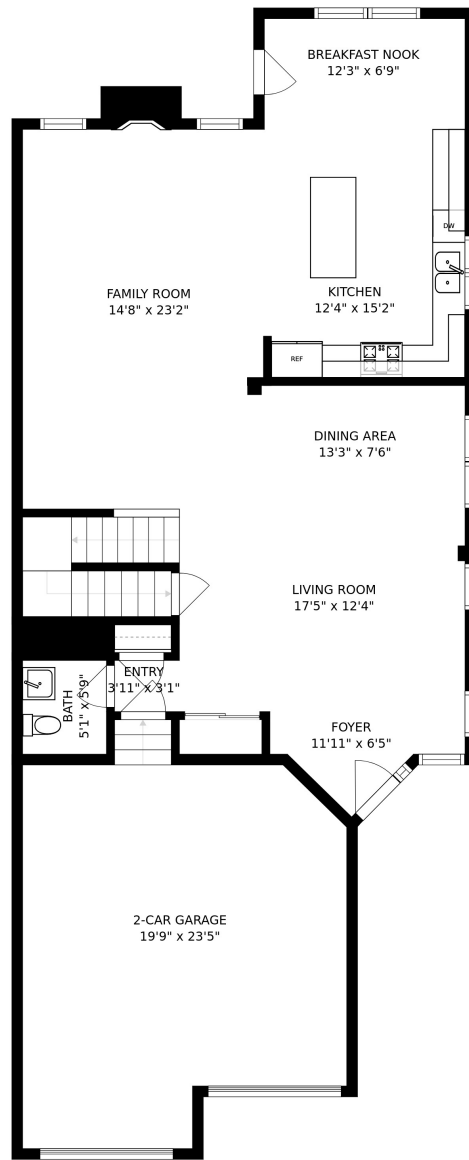 BREAKFAST NOOK
12'3" x 6'9"
DW
FAMILY ROOM
14'8" x 23'2"
KITCHEN
12'4" x 15'2"
REF
DINING AREA
13'3" x 7'6"
LIVING ROOM
17'5" x 12'4"
ENTRY
3'11" x 3'1"
BATH
5'1" x 5'9"
FOYER
11'11" x 6'5"
2-CAR GARAGE
19'9" x 23'5"